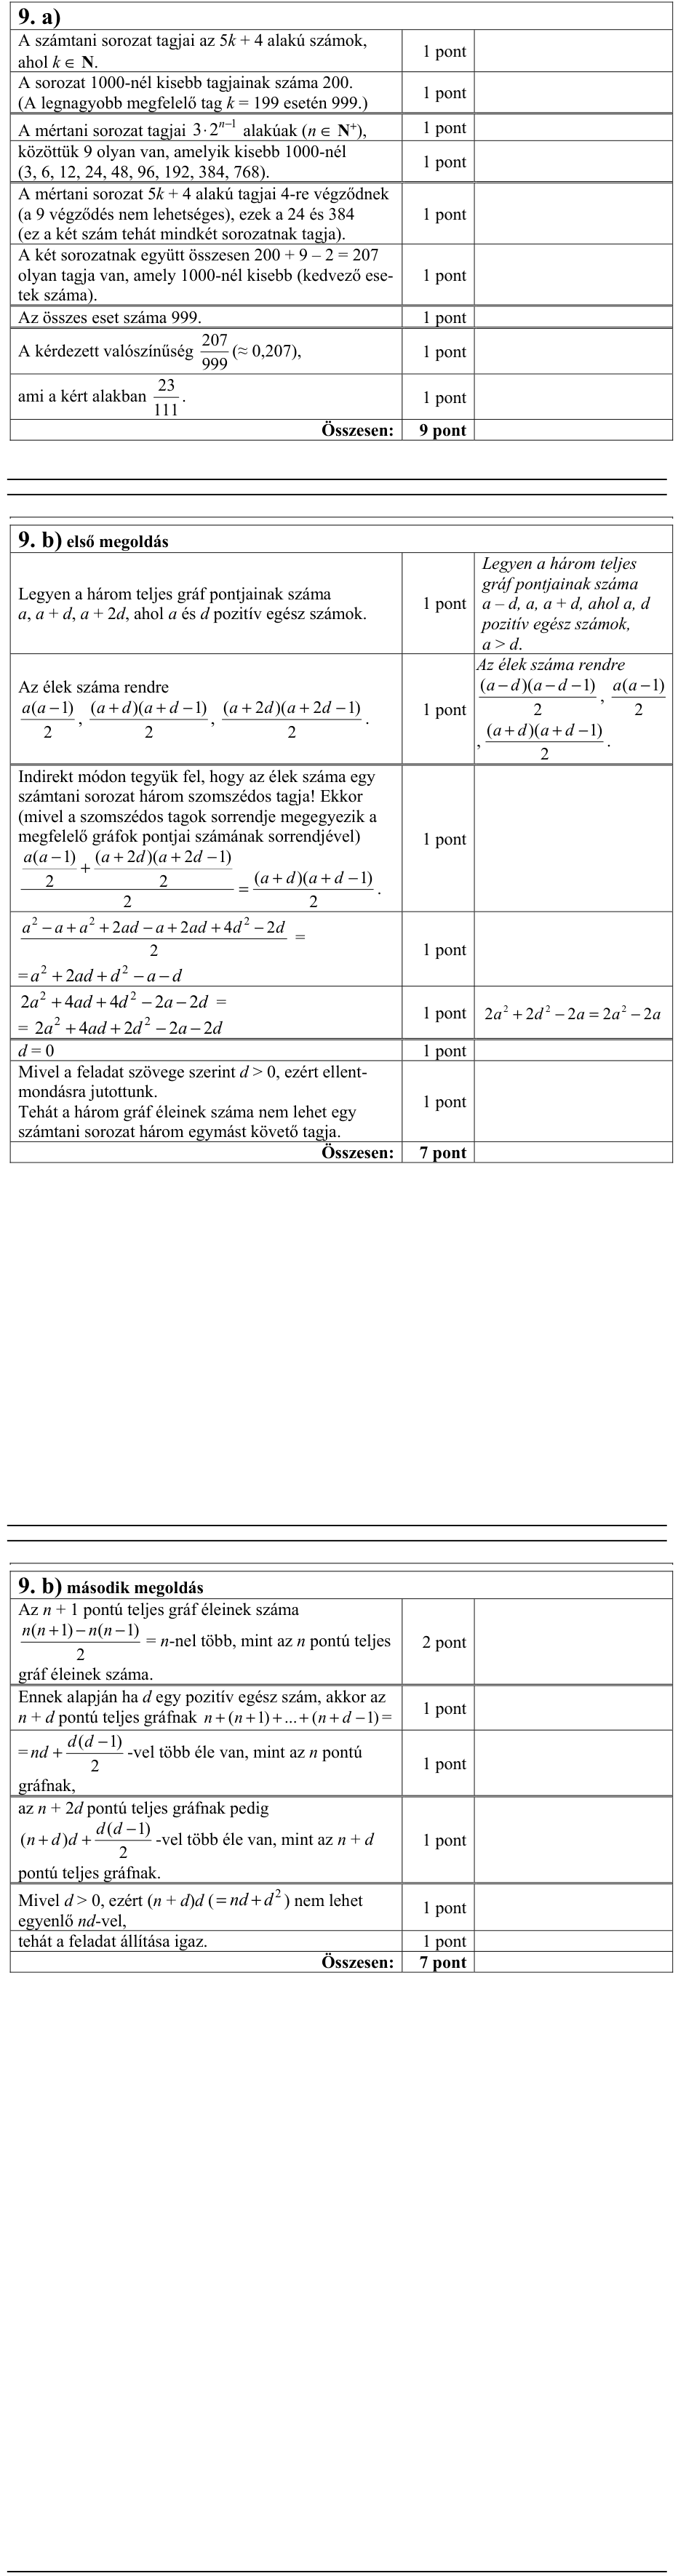 9. a)
A számtani sorozat tagjai az 5k + 4 alakú számok,
ahol k ∈ N.
1 pont
A sorozat 1000-nél kisebb tagjainak száma 200.
(A legnagyobb megfelelő tag k = 199 esetén 999.)
1 pont
A mértani sorozat tagjai 3·2^(n–1) alakúak (n ∈ N⁺),
1 pont
közöttük 9 olyan van, amelyik kisebb 1000-nél
(3, 6, 12, 24, 48, 96, 192, 384, 768).
1 pont
A mértani sorozat 5k + 4 alakú tagjai 4-re végződnek
(a 9 végződés nem lehetséges), ezek a 24 és 384
(ez a két szám tehát mindkét sorozatnak tagja).
1 pont
A két sorozatnak együtt összesen 200 + 9 – 2 = 207
olyan tagja van, amely 1000-nél kisebb (kedvező ese-
tek száma).
1 pont
Az összes eset száma 999.
1 pont
A kérdezett valószínűség 207/999 (≈ 0,207),
1 pont
ami a kért alakban 23/111.
1 pont
Összesen: 9 pont
9. b) első megoldás
Legyen a három teljes gráf pontjainak száma
a, a + d, a + 2d, ahol a és d pozitív egész számok.
1 pont
Legyen a három teljes
gráf pontjainak száma
a – d, a, a + d, ahol a, d
pozitív egész számok,
a > d.
Az élek száma rendre
a(a−1)/2, (a+d)(a+d−1)/2, (a+2d)(a+2d−1)/2.
1 pont
Az élek száma rendre
(a−d)(a−d−1)/2, a(a−1)/2
, (a+d)(a+d−1)/2.
Indirekt módon tegyük fel, hogy az élek száma egy
számtani sorozat három szomszédos tagja! Ekkor
(mivel a szomszédos tagok sorrendje megegyezik a
megfelelő gráfok pontjai számának sorrendjével)
(a(a−1)/2 + (a+2d)(a+2d−1)/2)/2 = (a+d)(a+d−1)/2.
1 pont
(a² − a + a² + 2ad − a + 2ad + 4d² − 2d)/2 =
= a² + 2ad + d² − a − d
1 pont
2a² + 4ad + 4d² − 2a − 2d =
= 2a² + 4ad + 2d² − 2a − 2d
1 pont
2a² + 2d² − 2a = 2a² − 2a
d = 0
1 pont
Mivel a feladat szövege szerint d > 0, ezért ellent-
mondásra jutottunk.
Tehát a három gráf éleinek száma nem lehet egy
számtani sorozat három egymást követő tagja.
1 pont
Összesen: 7 pont
9. b) második megoldás
Az n + 1 pontú teljes gráf éleinek száma
(n(n+1)−n(n−1))/2 = n-nel több, mint az n pontú teljes
gráf éleinek száma.
2 pont
Ennek alapján ha d egy pozitív egész szám, akkor az
n + d pontú teljes gráfnak n+(n+1)+...+(n+d−1)=
1 pont
= nd + d(d−1)/2 -vel több éle van, mint az n pontú
gráfnak,
1 pont
az n + 2d pontú teljes gráfnak pedig
(n+d)d + d(d−1)/2 -vel több éle van, mint az n + d
pontú teljes gráfnak.
1 pont
Mivel d > 0, ezért (n + d)d (= nd + d²) nem lehet
egyenlő nd-vel,
1 pont
tehát a feladat állítása igaz.
1 pont
Összesen: 7 pont